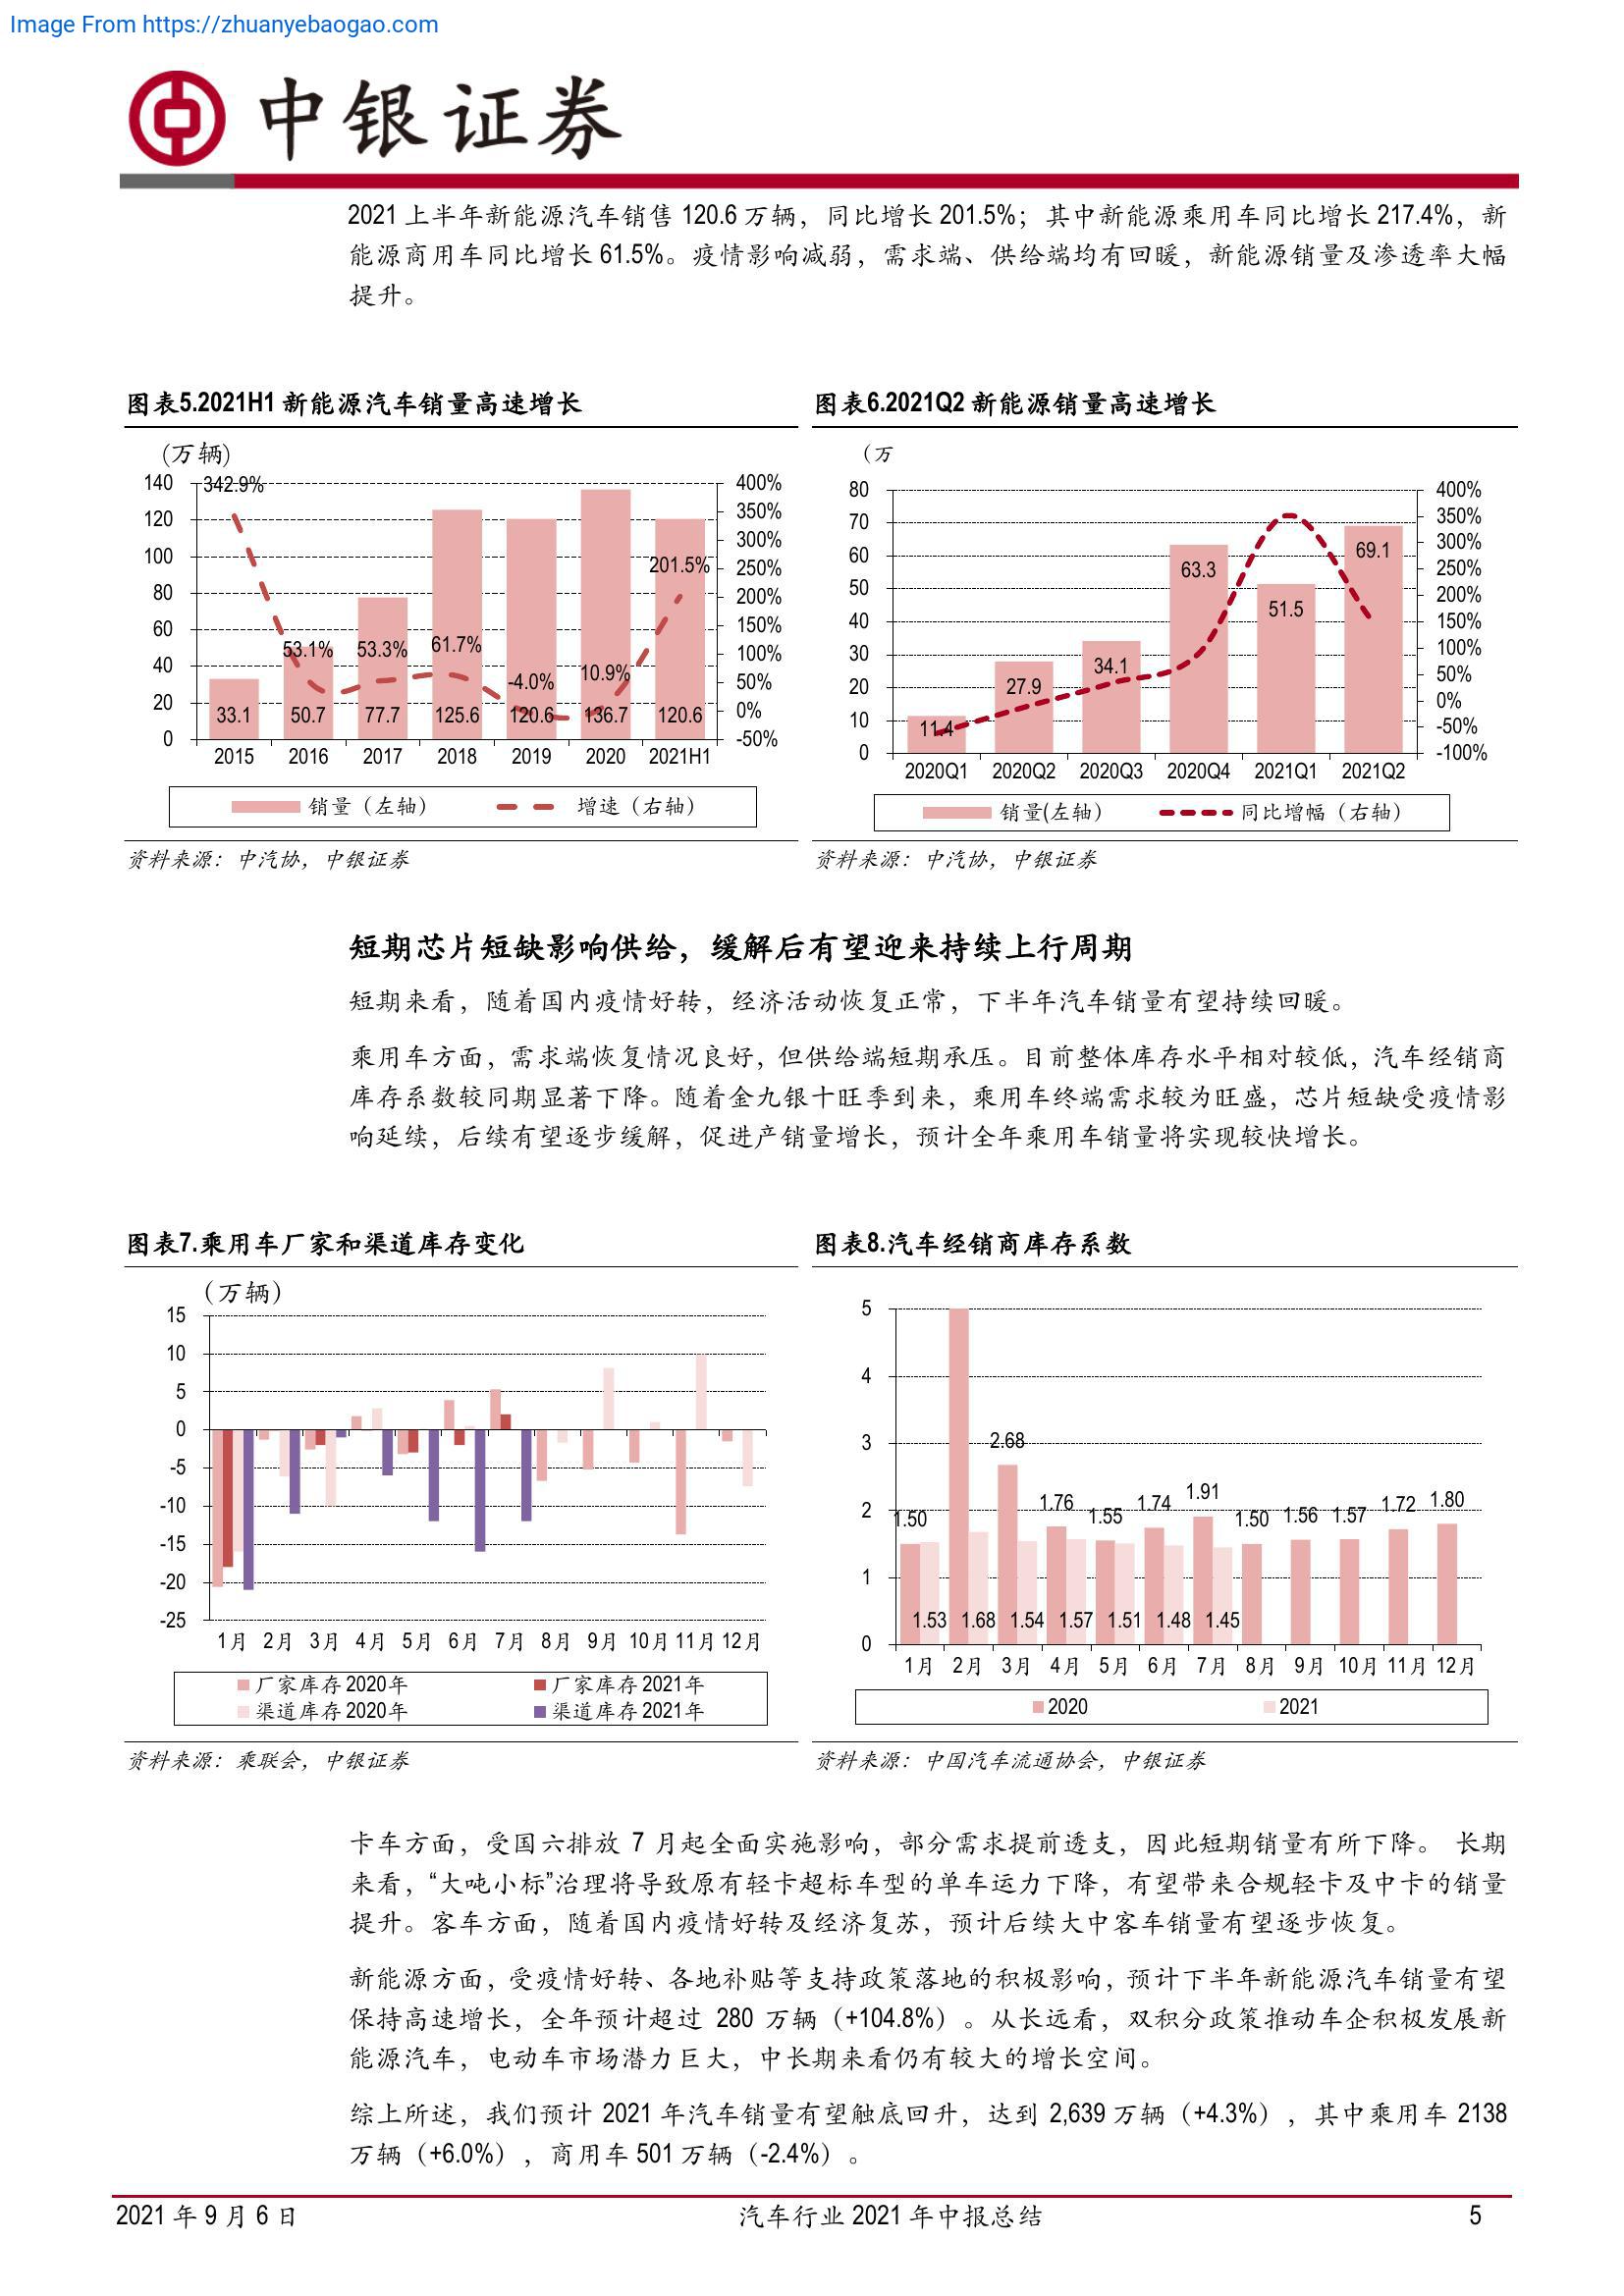 Image From https://zhuanyebaogao.com
中银证券
2021 上半年新能源汽车销售 120.6 万辆，同比增长 201.5%；其中新能源乘用车同比增长 217.4%，新
能源商用车同比增长 61.5%。疫情影响减弱，需求端、供给端均有回暖，新能源销量及渗透率大幅
提升。
图表5.2021H1 新能源汽车销量高速增长
(万辆)
140
120
100
80
60
40
20
0
400%
350%
300%
250%
200%
150%
100%
50%
0%
-50%
342.9%
53.1%
53.3%
61.7%
-4.0%
10.9%
201.5%
33.1
50.7
77.7
125.6
120.6
136.7
120.6
2015
2016
2017
2018
2019
2020
2021H1
销量（左轴）
增速（右轴）
资料来源：中汽协，中银证券
图表6.2021Q2 新能源销量高速增长
（万
80
70
60
50
40
30
20
10
0
400%
350%
300%
250%
200%
150%
100%
50%
0%
-50%
-100%
11.4
27.9
34.1
63.3
51.5
69.1
2020Q1
2020Q2
2020Q3
2020Q4
2021Q1
2021Q2
销量(左轴）
同比增幅（右轴）
资料来源：中汽协，中银证券
短期芯片短缺影响供给，缓解后有望迎来持续上行周期
短期来看，随着国内疫情好转，经济活动恢复正常，下半年汽车销量有望持续回暖。
乘用车方面，需求端恢复情况良好，但供给端短期承压。目前整体库存水平相对较低，汽车经销商
库存系数较同期显著下降。随着金九银十旺季到来，乘用车终端需求较为旺盛，芯片短缺受疫情影
响延续，后续有望逐步缓解，促进产销量增长，预计全年乘用车销量将实现较快增长。
图表7.乘用车厂家和渠道库存变化
（万辆）
15
10
5
0
-5
-10
-15
-20
-25
1月
2月
3月
4月
5月
6月
7月
8月
9月
10月
11月
12月
厂家库存2020年
厂家库存2021年
渠道库存2020年
渠道库存2021年
资料来源：乘联会，中银证券
图表8.汽车经销商库存系数
5
4
3
2
1
0
1.50
2.68
1.76
1.55
1.74
1.91
1.50
1.56
1.57
1.72
1.80
1.53
1.68
1.54
1.57
1.51
1.48
1.45
1月
2月
3月
4月
5月
6月
7月
8月
9月
10月
11月
12月
2020
2021
资料来源：中国汽车流通协会，中银证券
卡车方面，受国六排放 7 月起全面实施影响，部分需求提前透支，因此短期销量有所下降。 长期
来看，“大吨小标”治理将导致原有轻卡超标车型的单车运力下降，有望带来合规轻卡及中卡的销量
提升。客车方面，随着国内疫情好转及经济复苏，预计后续大中客车销量有望逐步恢复。
新能源方面，受疫情好转、各地补贴等支持政策落地的积极影响，预计下半年新能源汽车销量有望
保持高速增长，全年预计超过 280 万辆（+104.8%）。从长远看，双积分政策推动车企积极发展新
能源汽车，电动车市场潜力巨大，中长期来看仍有较大的增长空间。
综上所述，我们预计 2021 年汽车销量有望触底回升，达到 2,639 万辆（+4.3%），其中乘用车 2138
万辆（+6.0%），商用车 501 万辆（-2.4%）。
2021 年 9 月 6 日
汽车行业 2021 年中报总结
5